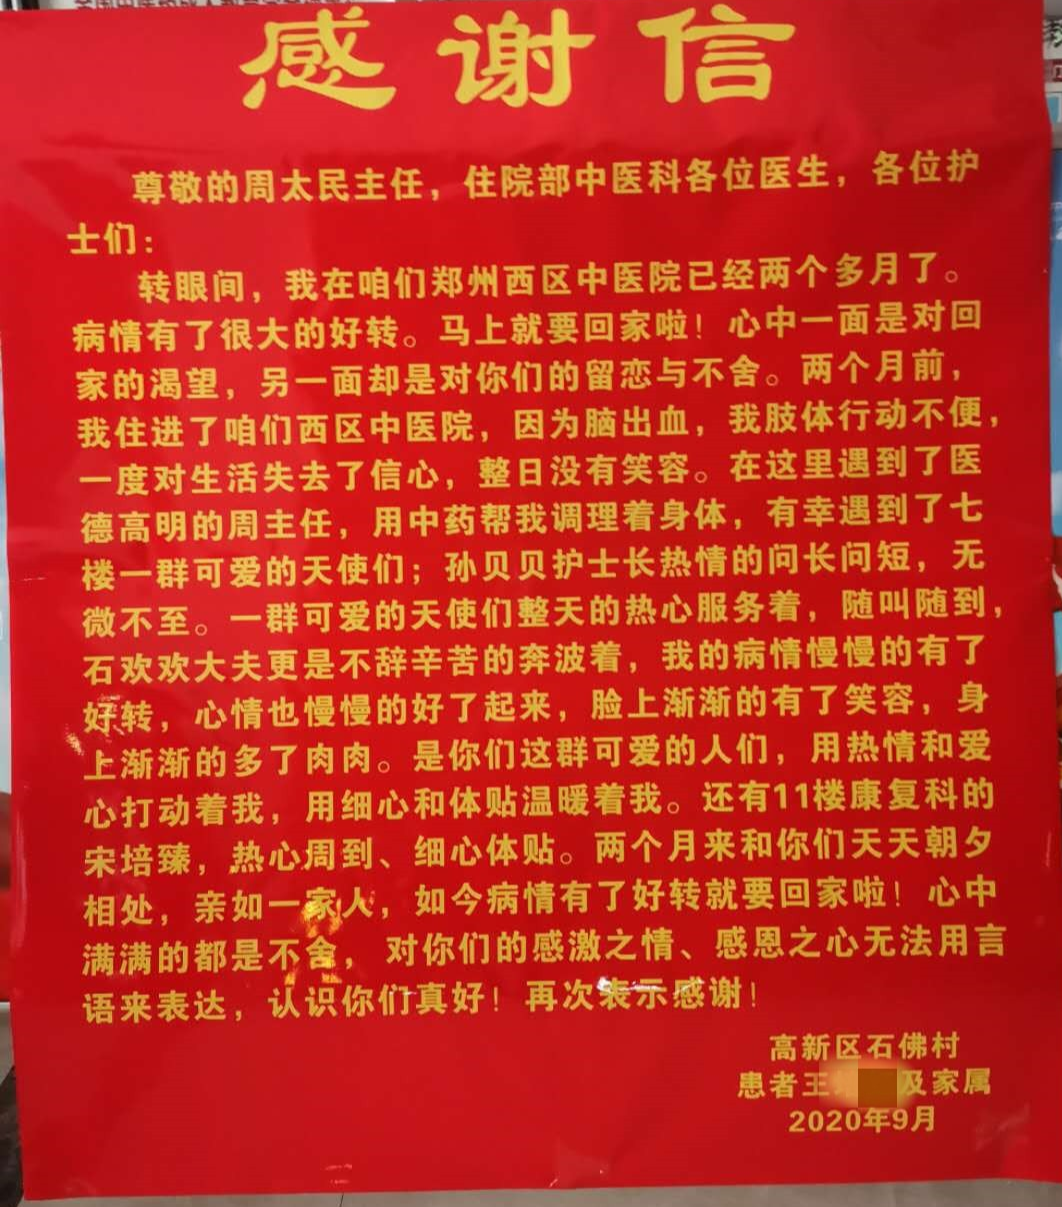 感谢信
尊敬的周太民主任，住院部中医科各位医生，各位护
士们：
转眼间，我在咱们郑州西区中医院已经两个多月了。
病情有了很大的好转。马上就要回家啦！心中一面是对回
家的渴望，另一面却是对你们的留恋与不舍。两个月前，
我住进了咱们西区中医院，因为脑出血，我肢体行动不便，
一度对生活失去了信心，整日没有笑容。在这里遇到了医
德高明的周主任，用中药帮我调理着身体，有幸遇到了七
楼一群可爱的天使们；孙贝贝护士长热情的问长问短，无
微不至。一群可爱的天使们整天的热心服务着，随叫随到，
石欢欢大夫更是不辞辛苦的奔波着，我的病情慢慢的有了
好转，心情也慢慢的好了起来，脸上渐渐的有了笑容，身
上渐渐的多了肉肉。是你们这群可爱的人们，用热情和爱
心打动着我，用细心和体贴温暖着我。还有11楼康复科的
宋培臻，热心周到、细心体贴。两个月来和你们天天朝夕
相处，亲如一家人，如今病情有了好转就要回家啦！心中
满满的都是不舍，对你们的感激之情、感恩之心无法用言
语来表达，认识你们真好！再次表示感谢！
高新区石佛村
患者王 及家属
2020年9月